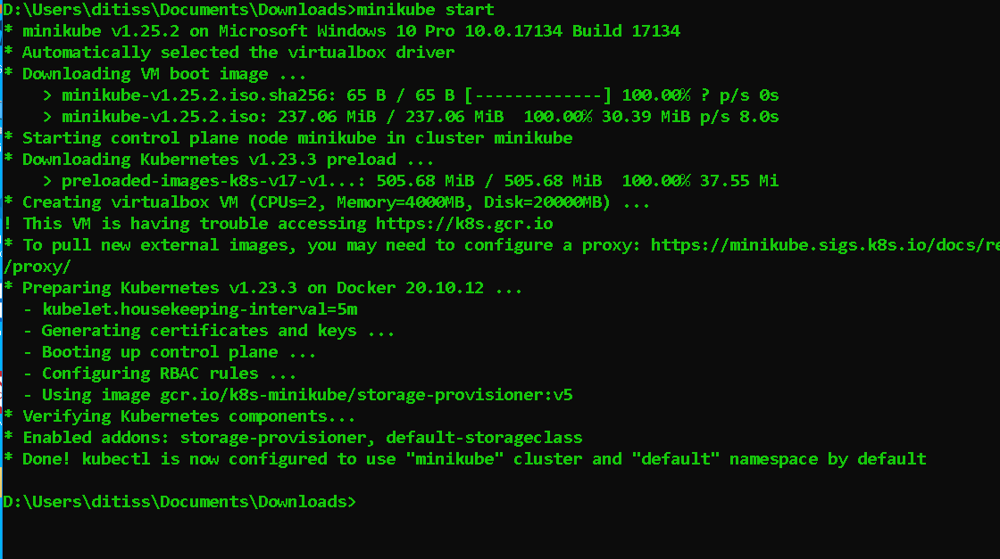 D:\Users\ditiss\Documents\Downloads>minikube start
* minikube v1.25.2 on Microsoft Windows 10 Pro 10.0.17134 Build 17134
* Automatically selected the virtualbox driver
* Downloading VM boot image ...
    > minikube-v1.25.2.iso.sha256: 65 B / 65 B [-------------] 100.00% ? p/s 0s
    > minikube-v1.25.2.iso: 237.06 MiB / 237.06 MiB  100.00% 30.39 MiB p/s 8.0s
* Starting control plane node minikube in cluster minikube
* Downloading Kubernetes v1.23.3 preload ...
    > preloaded-images-k8s-v17-v1...: 505.68 MiB / 505.68 MiB  100.00% 37.55 Mi
* Creating virtualbox VM (CPUs=2, Memory=4000MB, Disk=20000MB) ...
! This VM is having trouble accessing https://k8s.gcr.io
* To pull new external images, you may need to configure a proxy: https://minikube.sigs.k8s.io/docs/re
/proxy/
* Preparing Kubernetes v1.23.3 on Docker 20.10.12 ...
  - kubelet.housekeeping-interval=5m
  - Generating certificates and keys ...
  - Booting up control plane ...
  - Configuring RBAC rules ...
  - Using image gcr.io/k8s-minikube/storage-provisioner:v5
* Verifying Kubernetes components...
* Enabled addons: storage-provisioner, default-storageclass
* Done! kubectl is now configured to use "minikube" cluster and "default" namespace by default
D:\Users\ditiss\Documents\Downloads>